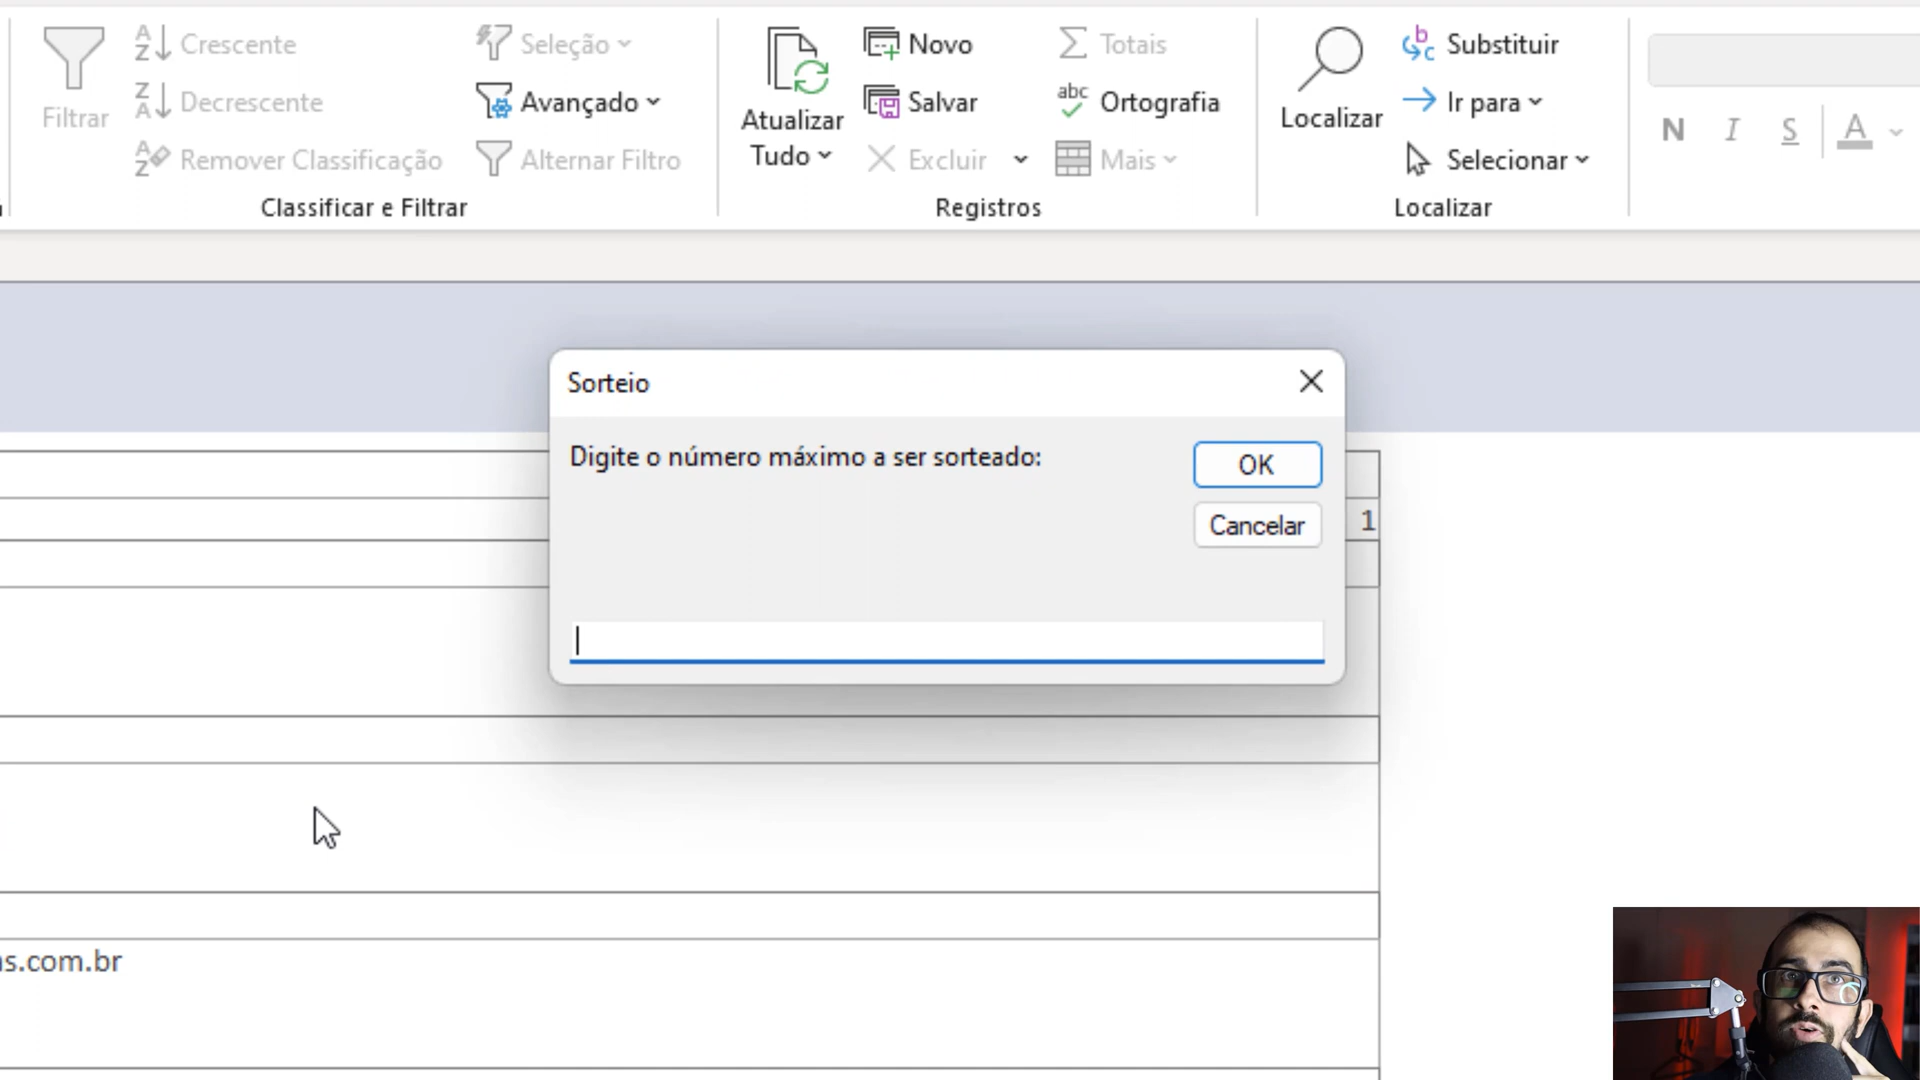 Filtrar
Crescente
Decrescente
Remover Classificação
Seleção
Avançado
Alternar Filtro
Classificar e Filtrar
Atualizar
Tudo
Novo
Salvar
Excluir
Totais
abc
Ortografia
Mais
Registros
Localizar
Substituir
Ir para
Selecionar
Localizar
N I S A
Sorteio
Digite o número máximo a ser sorteado:
OK
Cancelar
1
s.com.br